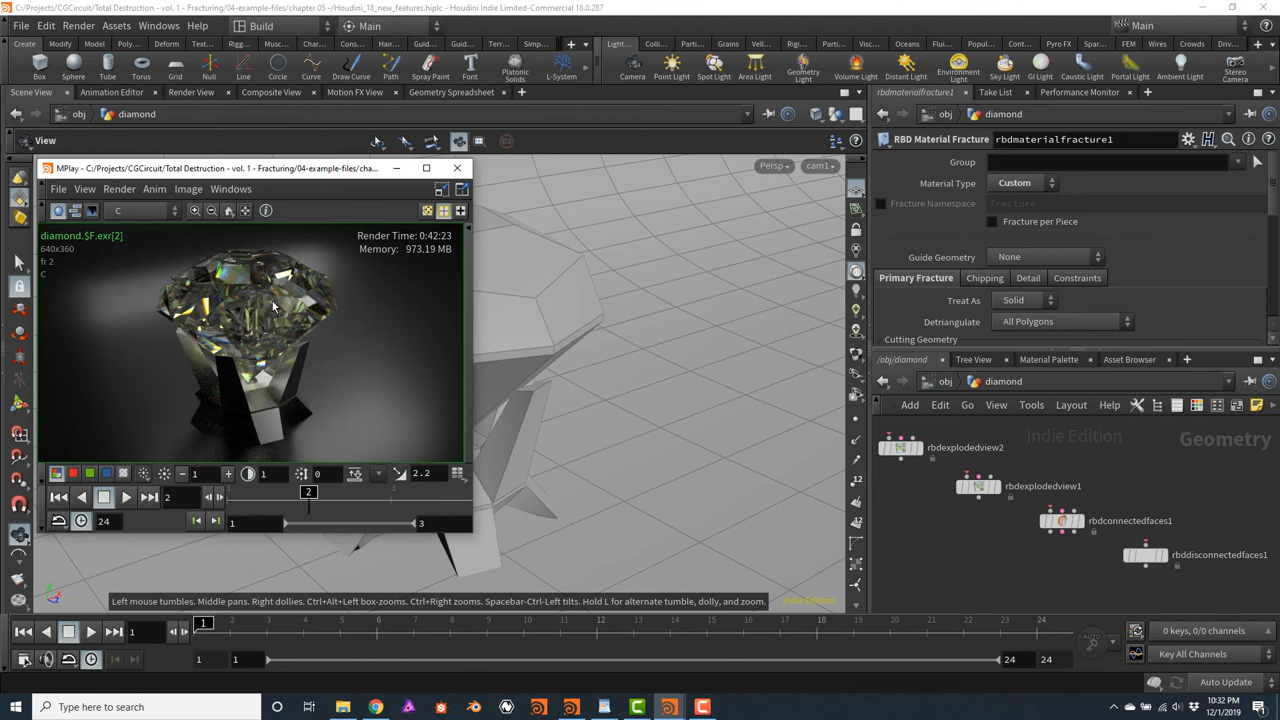 C:/Projects/CGCircuit/Total Destruction - vol. 1 - Fracturing/04-example-files/chapter 05 -/Houdini_18_new_features.hiplc - Houdini Indie Limited-Commercial 18.0.287
File Edit Render Assets Windows Help Build Main Main
Create Modify Model Poly... Deform Text... Rigg... Musc... Char... Cons... Hair... Guid... Guid... Terr... Simp... Light... Colli... Parti... Grains Vell... Rigi... Parti... Visc... Oceans Flui... Popul... Cont... Pyro FX Spar... FEM Wires Crowds Driv...
Box Sphere Tube Torus Grid Null Line Circle Curve Draw Curve Path Spray Paint Font Platonic Solids L-System Camera Point Light Spot Light Area Light Geometry Light Volume Light Distant Light Environment Light Sky Light GI Light Caustic Light Portal Light Ambient Light Stereo Camera
Scene View Animation Editor Render View Composite View Motion FX View Geometry Spreadsheet
obj diamond
View
Persp cam1
MPlay - C:/Projects/CGCircuit/Total Destruction - vol. 1 - Fracturing/04-example-files/cha...
File View Render Anim Image Windows
C
diamond.$F.exr[2]
640x360
fr 2
C
Render Time: 0:42:23
Memory: 973.19 MB
1 1 0 2.2
2 1 2 3
24 1 3
Left mouse tumbles. Middle pans. Right dollies. Ctrl+Alt+Left box-zooms. Ctrl+Right zooms. Spacebar-Ctrl-Left tilts. Hold L for alternate tumble, dolly, and zoom.
Indie Edition
rbdmaterialfracture1 Take List Performance Monitor
obj diamond
RBD Material Fracture rbdmaterialfracture1
Group
Material Type Custom
Fracture Namespace fracture
Fracture per Piece
Guide Geometry None
Primary Fracture Chipping Detail Constraints
Treat As Solid
Detriangulate All Polygons
Cutting Geometry
/obj/diamond Tree View Material Palette Asset Browser
obj diamond
Add Edit Go View Tools Layout Help
Indie Edition Geometry
rbdexplodedview2
rbdexplodedview1
rbdconnectedfaces1
rbddisconnectedfaces1
1 1 2 3 4 5 6 7 8 9 10 11 12 13 14 15 16 17 18 19 20 21 22 23 24
1 1 24 24
AUTO
0 keys, 0/0 channels
Key All Channels
Auto Update
Type here to search
10:32 PM
12/1/2019